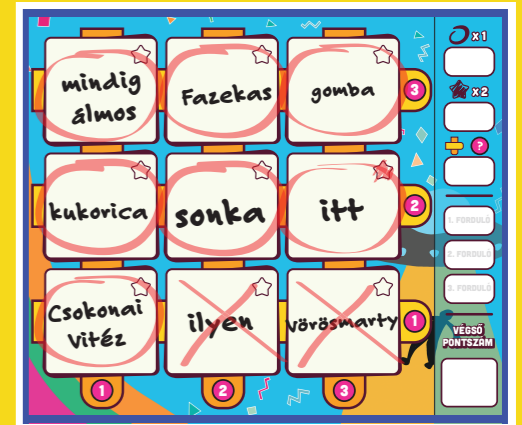 x1
mindig
álmos
Fazekas
gomba
3
x2
?
kukorica
sonka
itt
2
1. FORDULÓ
2. FORDULÓ
3. FORDULÓ
Csokonai
Vitéz
ilyen
Vörösmarty
1
VÉGSŐ
PONTSZÁM
1
2
3